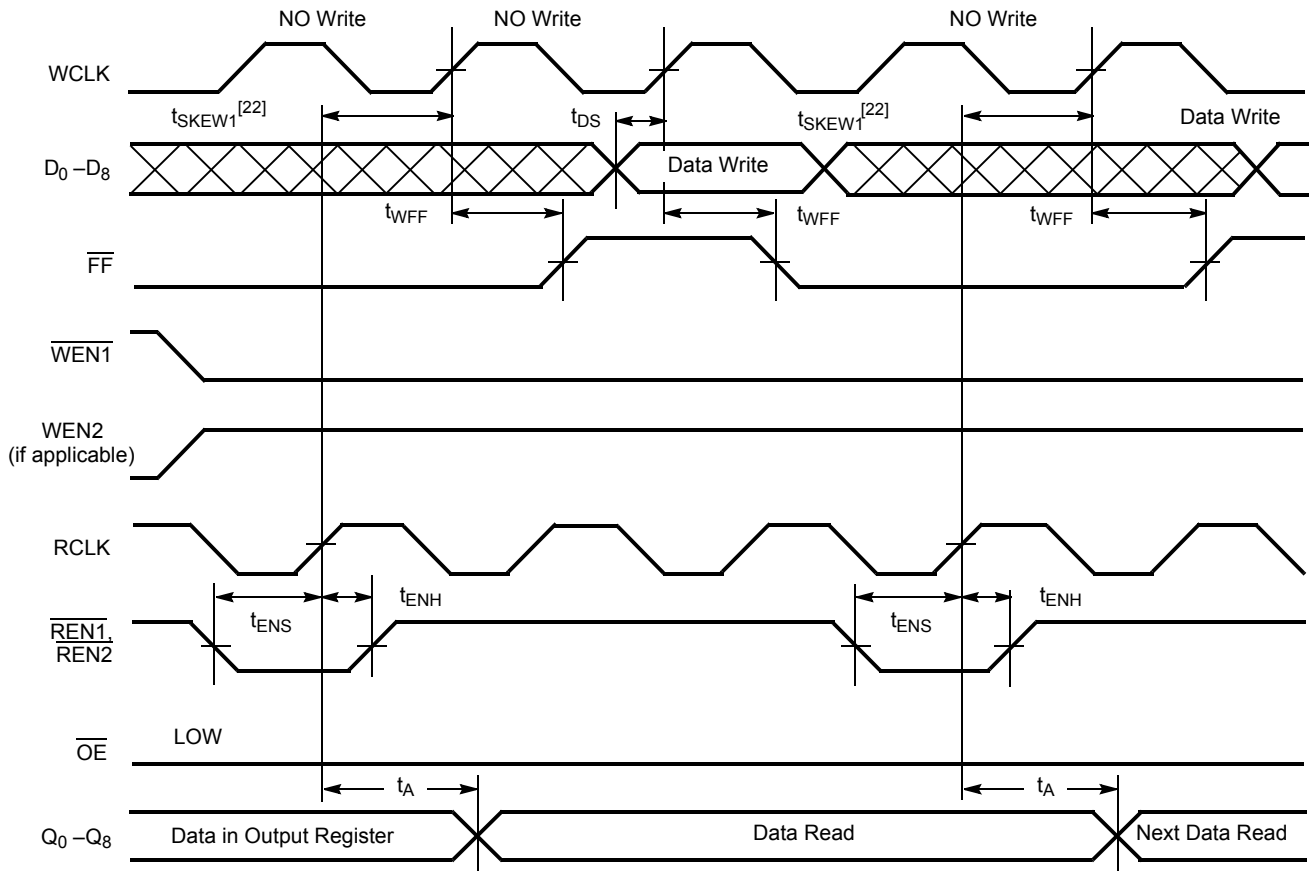 NO Write NO Write NO Write
WCLK
tSKEW1[22] tDS tSKEW1[22] Data Write
D0 –D8 Data Write
tWFF tWFF tWFF
FF
WEN1
WEN2
(if applicable)
RCLK
tENH tENH
tENS tENS
REN1,
REN2
LOW
OE
tA tA
Q0 –Q8 Data in Output Register Data Read Next Data Read